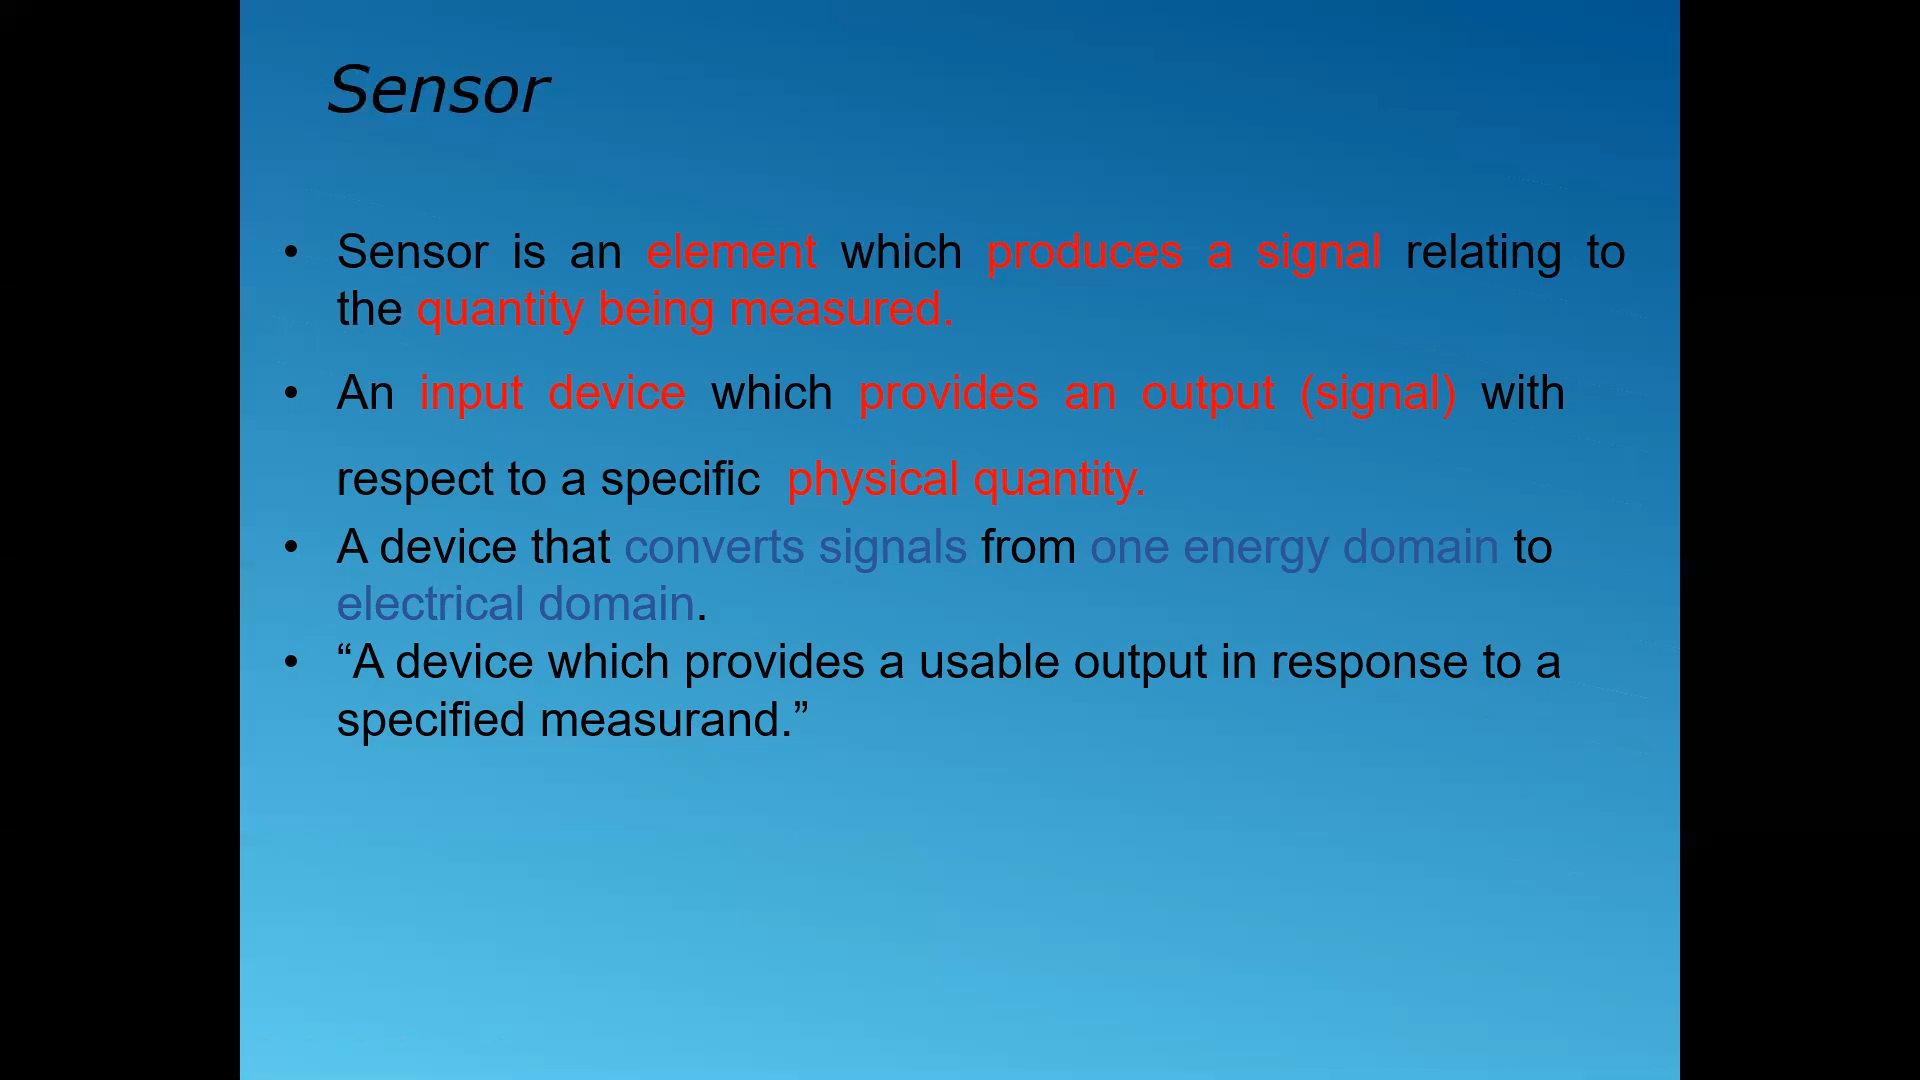 Sensor
• Sensor is an element which produces a signal relating to
the quantity being measured.
• An input device which provides an output (signal) with
respect to a specific physical quantity.
• A device that converts signals from one energy domain to
electrical domain.
• “A device which provides a usable output in response to a
specified measurand.”